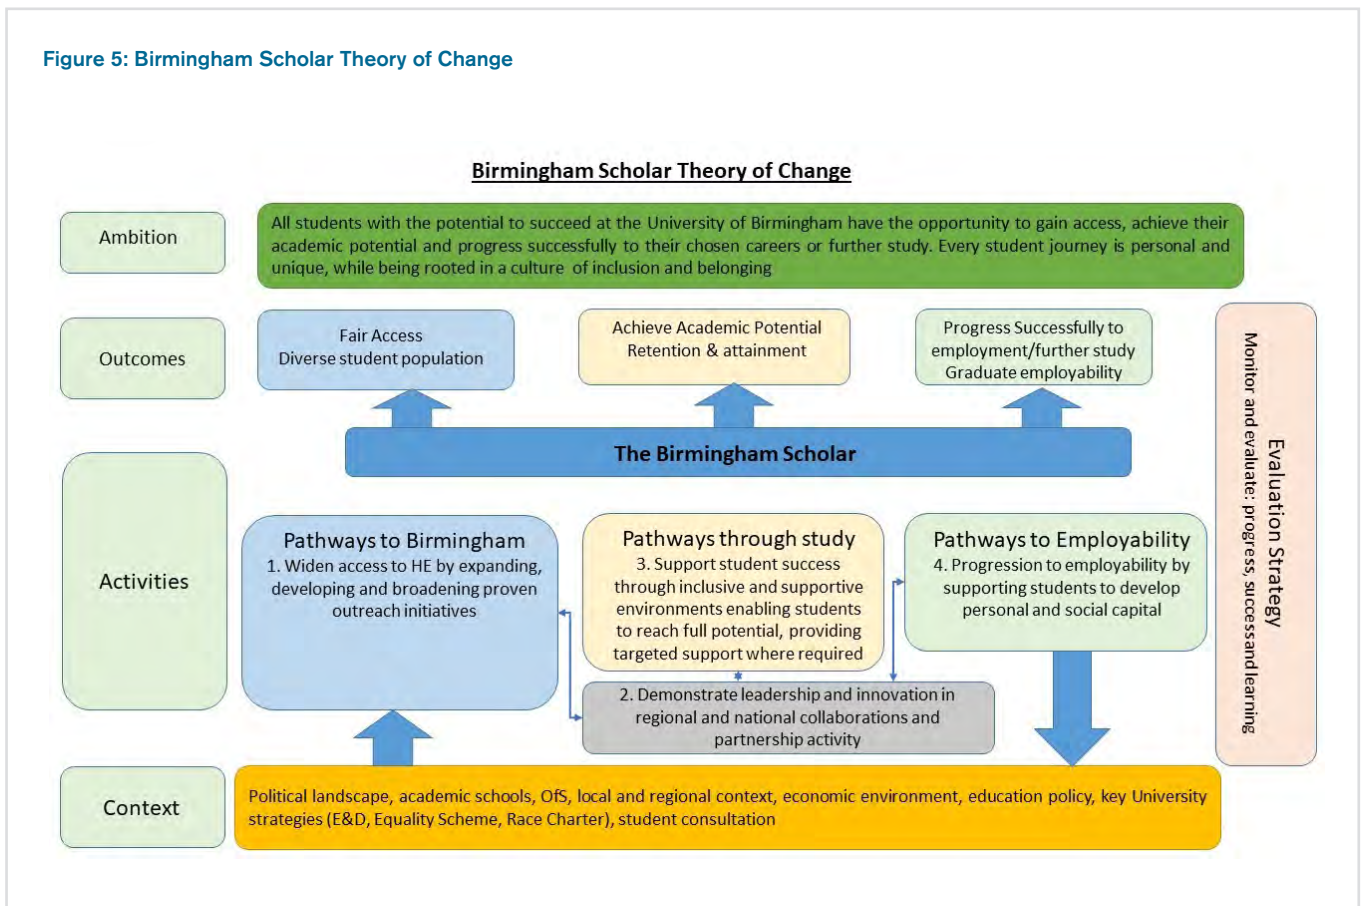 Figure 5: Birmingham Scholar Theory of Change
Birmingham Scholar Theory of Change
Ambition
All students with the potential to succeed at the University of Birmingham have the opportunity to gain access, achieve their
academic potential and progress successfully to their chosen careers or further study. Every student journey is personal and
unique, while being rooted in a culture of inclusion and belonging
Outcomes
Fair Access
Diverse student population
Achieve Academic Potential
Retention & attainment
Progress Successfully to
employment/further study
Graduate employability
The Birmingham Scholar
Activities
Pathways to Birmingham
1. Widen access to HE by expanding,
developing and broadening proven
outreach initiatives
Pathways through study
3. Support student success
through inclusive and supportive
environments enabling students
to reach full potential, providing
targeted support where required
Pathways to Employability
4. Progression to employability by
supporting students to develop
personal and social capital
2. Demonstrate leadership and innovation in
regional and national collaborations and
partnership activity
Evaluation Strategy
Monitor and evaluate: progress, success and learning
Context
Political landscape, academic schools, OfS, local and regional context, economic environment, education policy, key University
strategies (E&D, Equality Scheme, Race Charter), student consultation